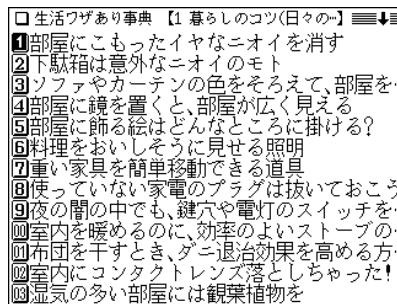 □ 生活ワザあり事典 【1 暮らしのコツ(日々の…】
1 部屋にこもったイヤなニオイを消す
2 下駄箱は意外なニオイのモト
3 ソファやカーテンの色をそろえて、部屋を…
4 部屋に鏡を置くと、部屋が広く見える
5 部屋に飾る絵はどんなところに掛ける?
6 料理をおいしそうに見せる照明
7 重い家具を簡単移動できる道具
8 使っていない家電のプラグは抜いておこう
9 夜の闇の中でも、鍵穴や電灯のスイッチを…
00 室内を暖めるのに、効率のよいストーブの…
01 布団を干すとき、ダニ退治効果を高める方…
02 室内にコンタクトレンズ落としちゃった!
03 湿気の多い部屋には観葉植物を